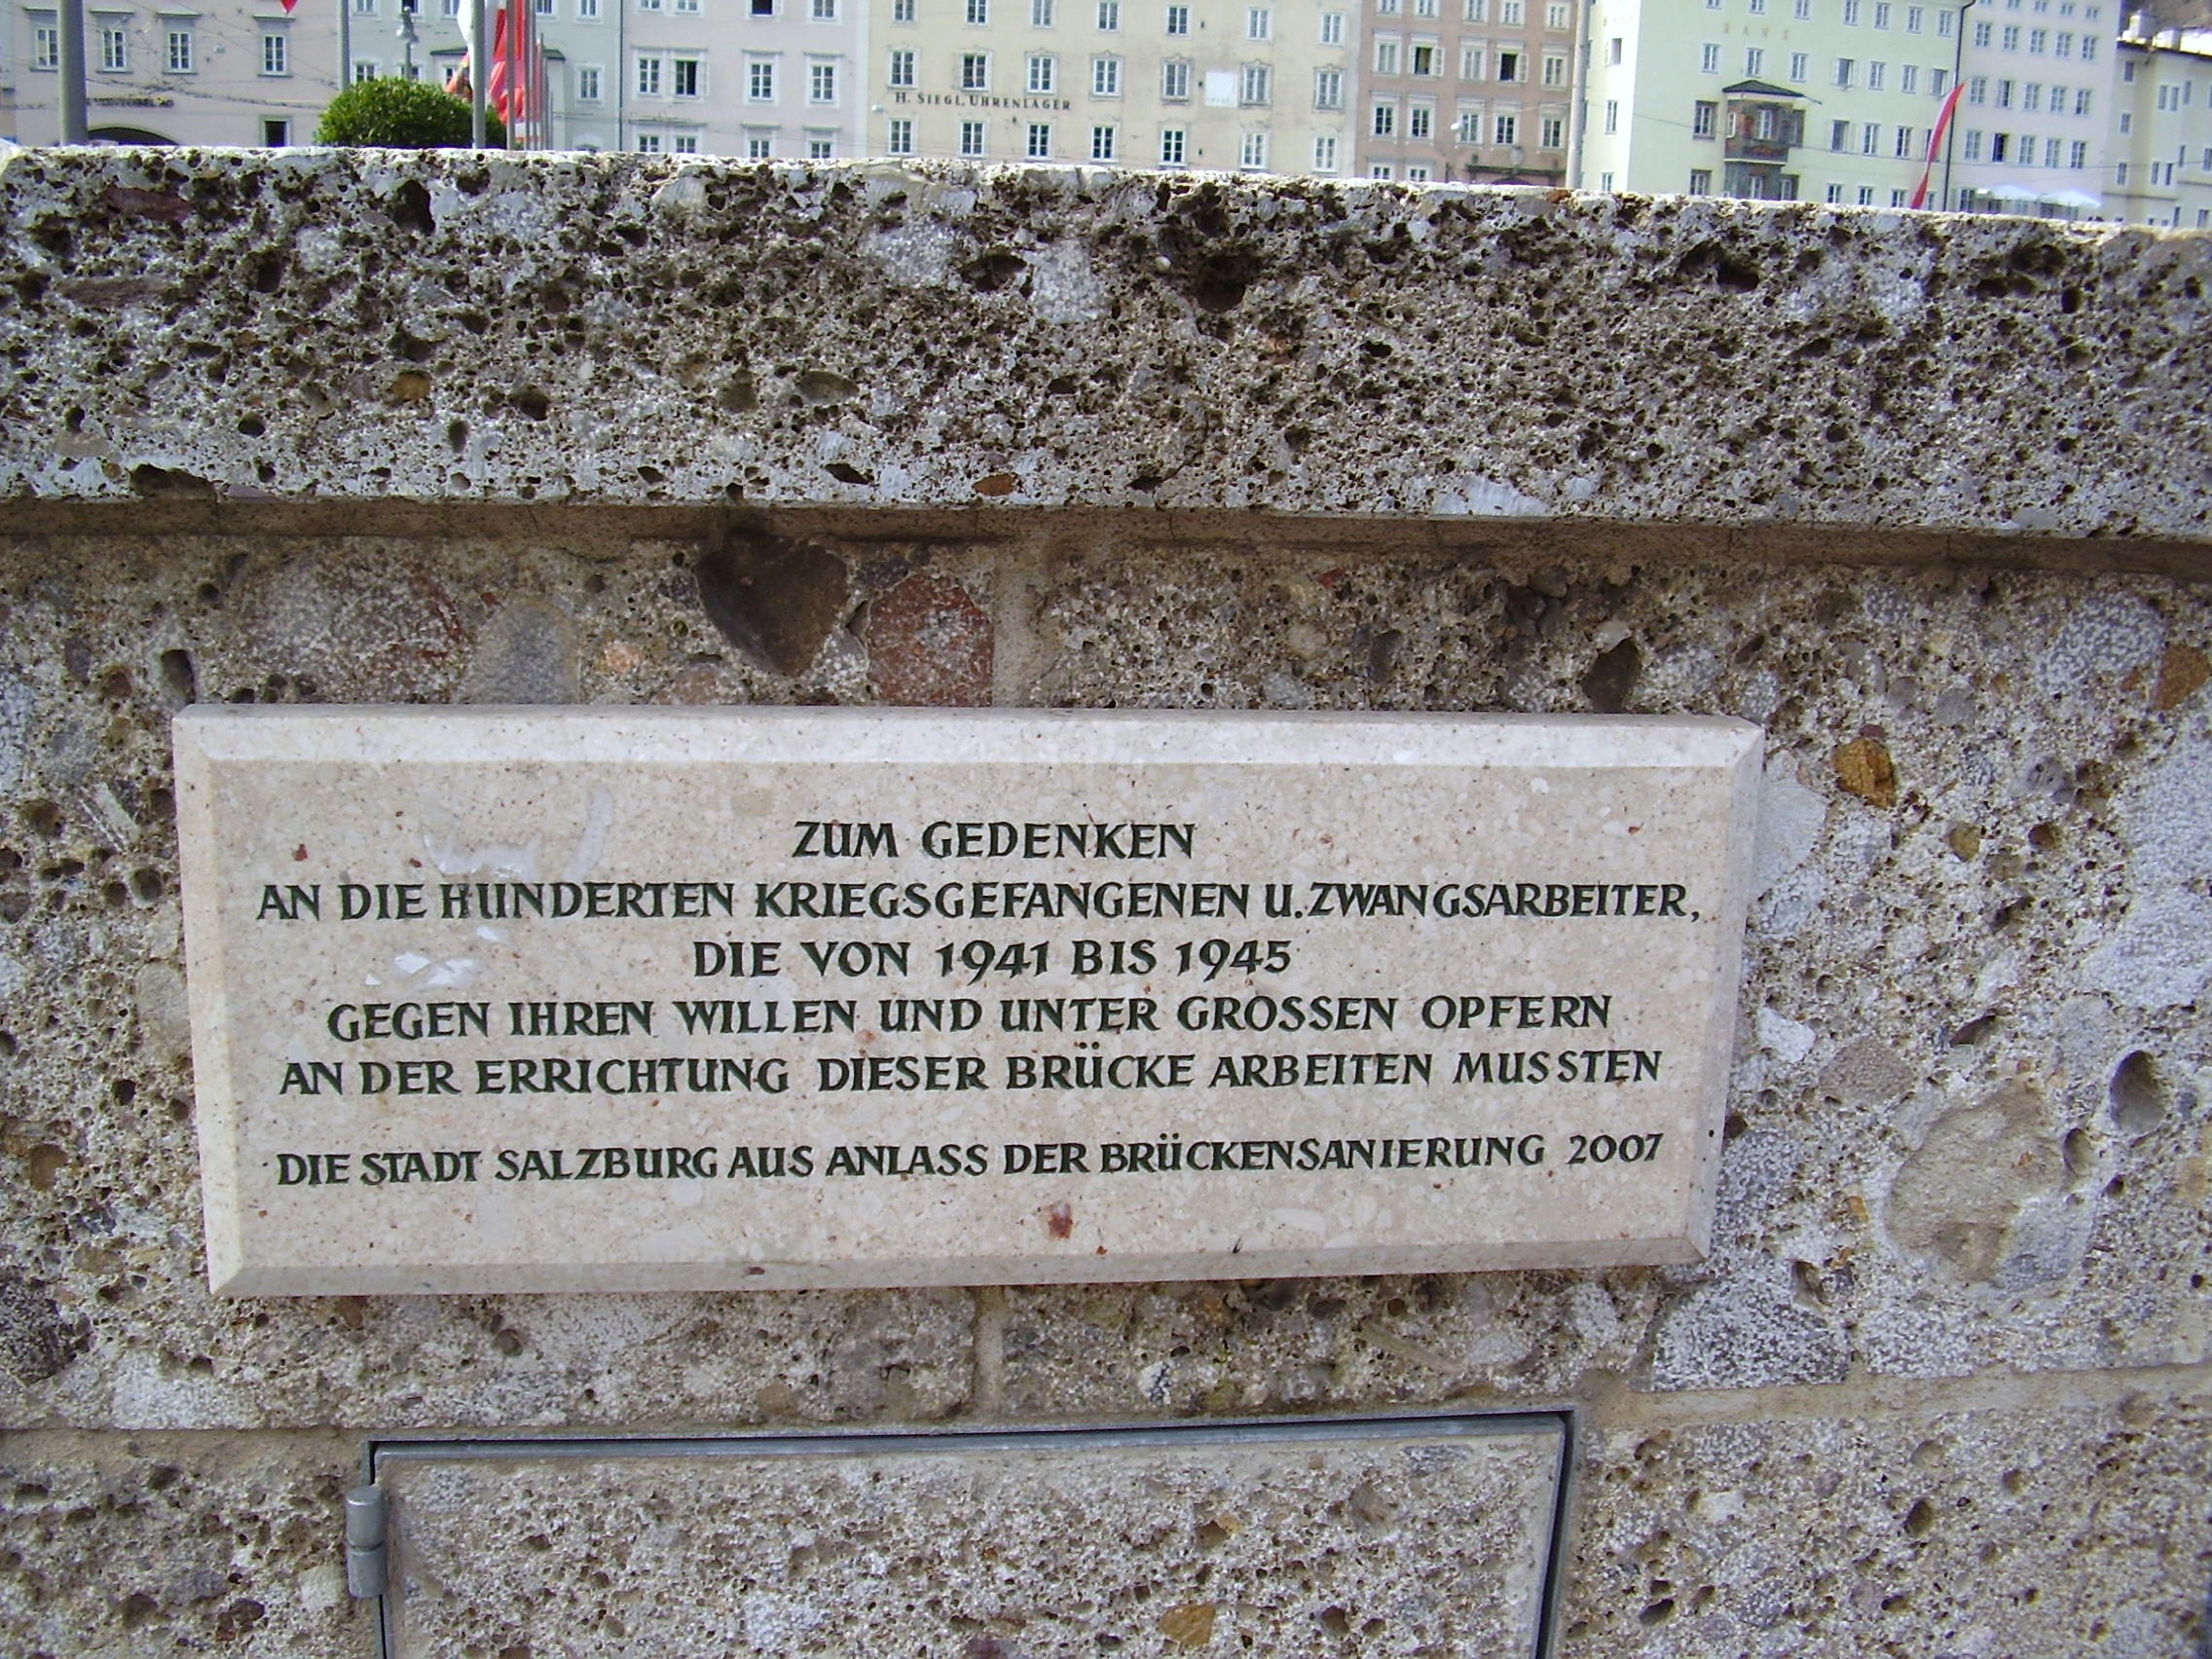 H. SIEGL. UHRENLAGER
ZUM GEDENKEN
AN DIE HUNDERTEN KRIEGSGEFANGENEN U. ZWANGSARBEITER,
DIE VON 1941 BIS 1945
GEGEN IHREN WILLEN UND UNTER GROSSEN OPFERN
AN DER ERRICHTUNG DIESER BRÜCKE ARBEITEN MUSSTEN
DIE STADT SALZBURG AUS ANLASS DER BRÜCKENSANIERUNG 2007